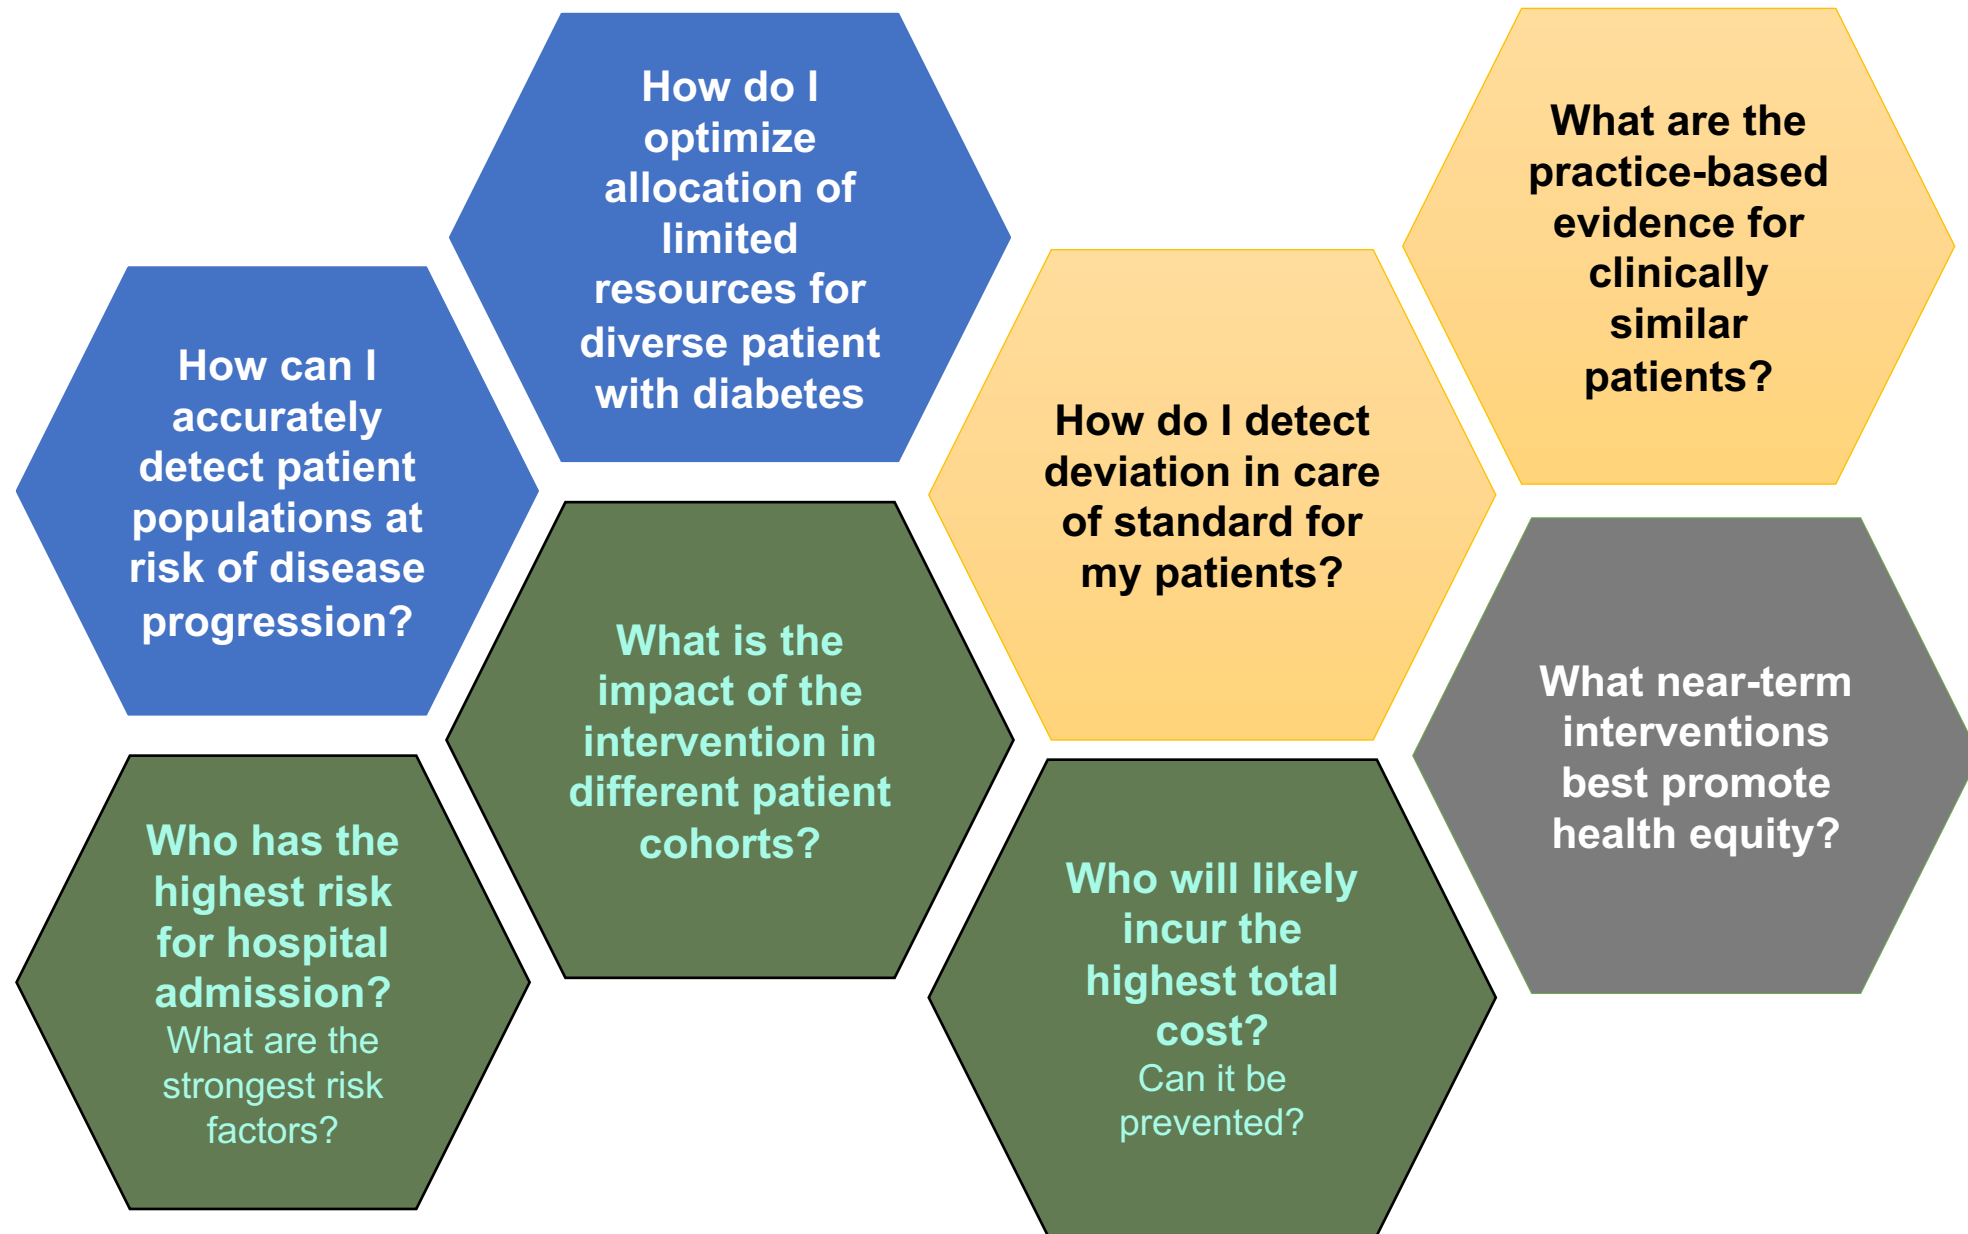 How do I
optimize
allocation of
limited
resources for
diverse patient
with diabetes
What are the
practice-based
evidence for
clinically
similar
patients?
How can I
accurately
detect patient
populations at
risk of disease
progression?
How do I detect
deviation in care
of standard for
my patients?
What is the
impact of the
intervention in
different patient
cohorts?
What near-term
interventions
best promote
health equity?
Who has the
highest risk
for hospital
admission?
What are the
strongest risk
factors?
Who will likely
incur the
highest total
cost?
Can it be
prevented?